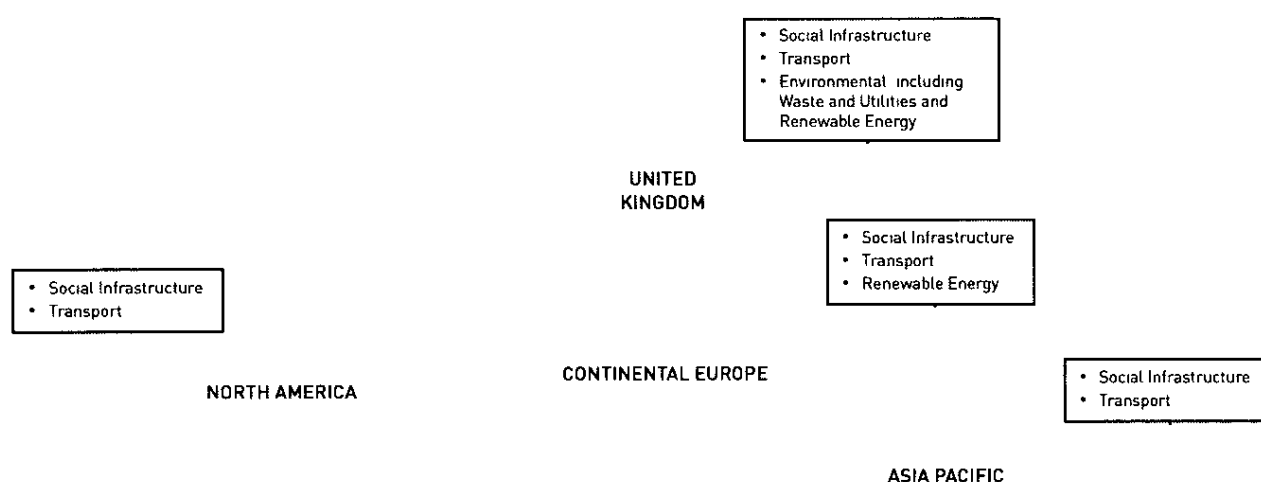 • Social Infrastructure
• Transport
• Environmental including
Waste and Utilities and
Renewable Energy
UNITED
KINGDOM
• Social Infrastructure
• Transport
• Renewable Energy
• Social Infrastructure
• Transport
NORTH AMERICA
CONTINENTAL EUROPE
• Social Infrastructure
• Transport
ASIA PACIFIC